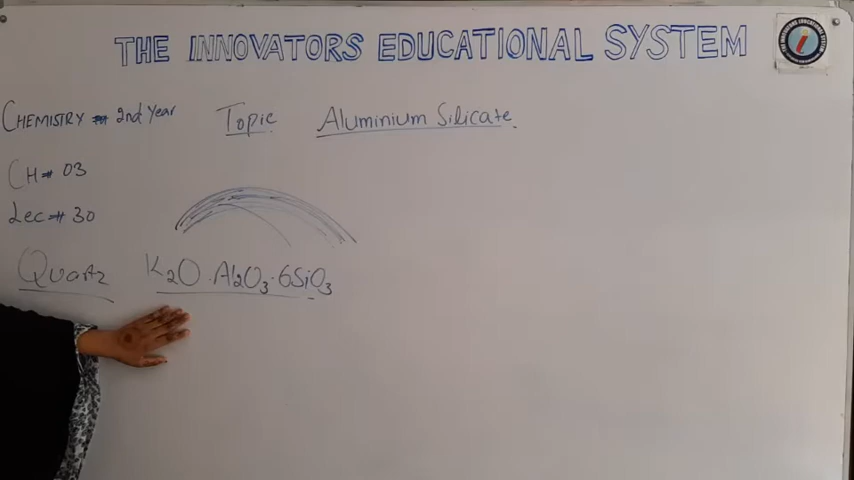 THE INNOVATORS EDUCATIONAL SYSTEM
CHEMISTRY 2nd Year Topic Aluminium Silicate.
CH# 03
Lec# 30
Quartz K₂O·Al₂O₃·6SiO₃